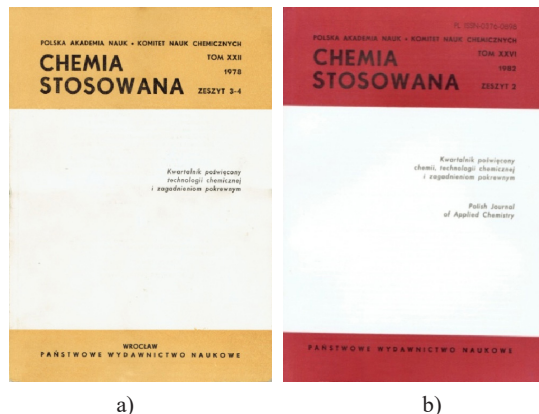 POLSKA AKADEMIA NAUK • KOMITET NAUK CHEMICZNYCH
CHEMIA
STOSOWANA
TOM XXII
1978
ZESZYT 3-4
Kwartalnik poświęcony
technologii chemicznej
i zagadnieniom pokrewnym
WROCŁAW
PAŃSTWOWE WYDAWNICTWO NAUKOWE
a)
POLSKA AKADEMIA NAUK • KOMITET NAUK CHEMICZNYCH
CHEMIA
STOSOWANA
TOM XXVI
1982
ZESZYT 3
Kwartalnik poświęcony
chemii, technologii chemicznej
i zagadnieniom pokrewnym
Polish Journal
of Applied Chemistry
PAŃSTWOWE WYDAWNICTWO NAUKOWE
b)